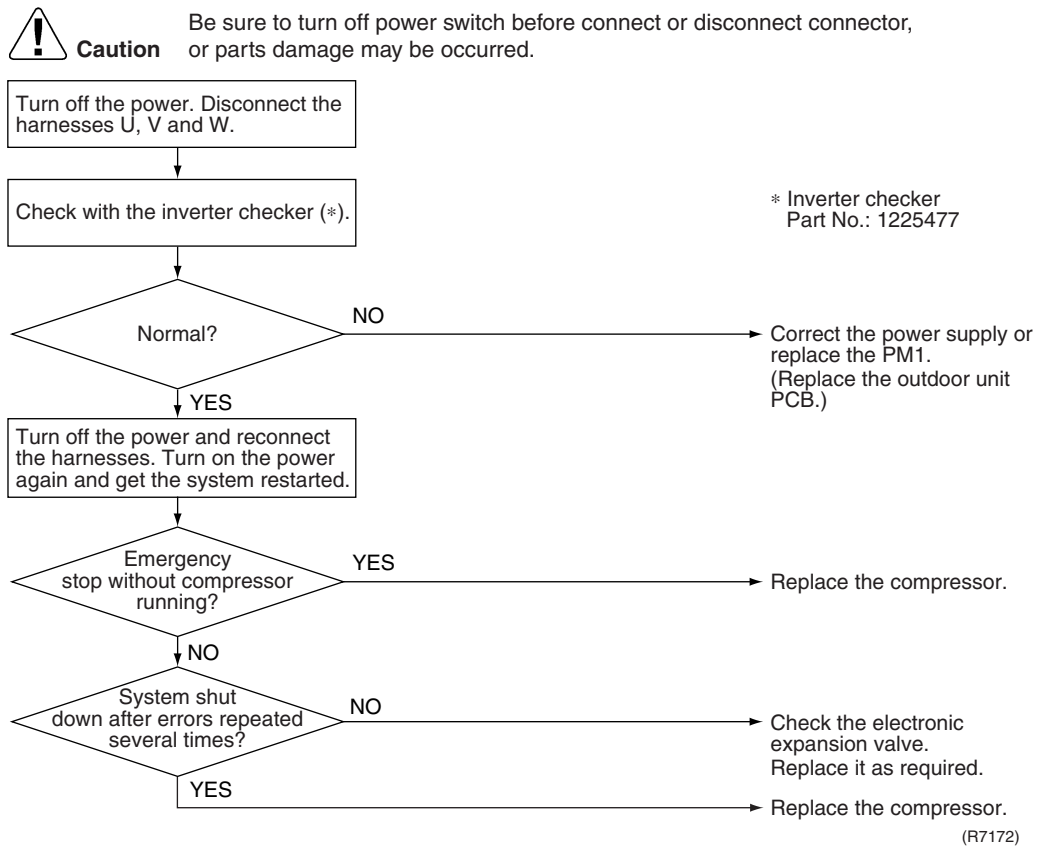 Be sure to turn off power switch before connect or disconnect connector,
Caution or parts damage may be occurred.
Turn off the power. Disconnect the
harnesses U, V and W.
Check with the inverter checker (*).
* Inverter checker
Part No.: 1225477
Normal?
NO
Correct the power supply or
replace the PM1.
(Replace the outdoor unit
PCB.)
YES
Turn off the power and reconnect
the harnesses. Turn on the power
again and get the system restarted.
Emergency
stop without compressor
running?
YES
Replace the compressor.
NO
System shut
down after errors repeated
several times?
NO
Check the electronic
expansion valve.
Replace it as required.
YES
Replace the compressor.
(R7172)